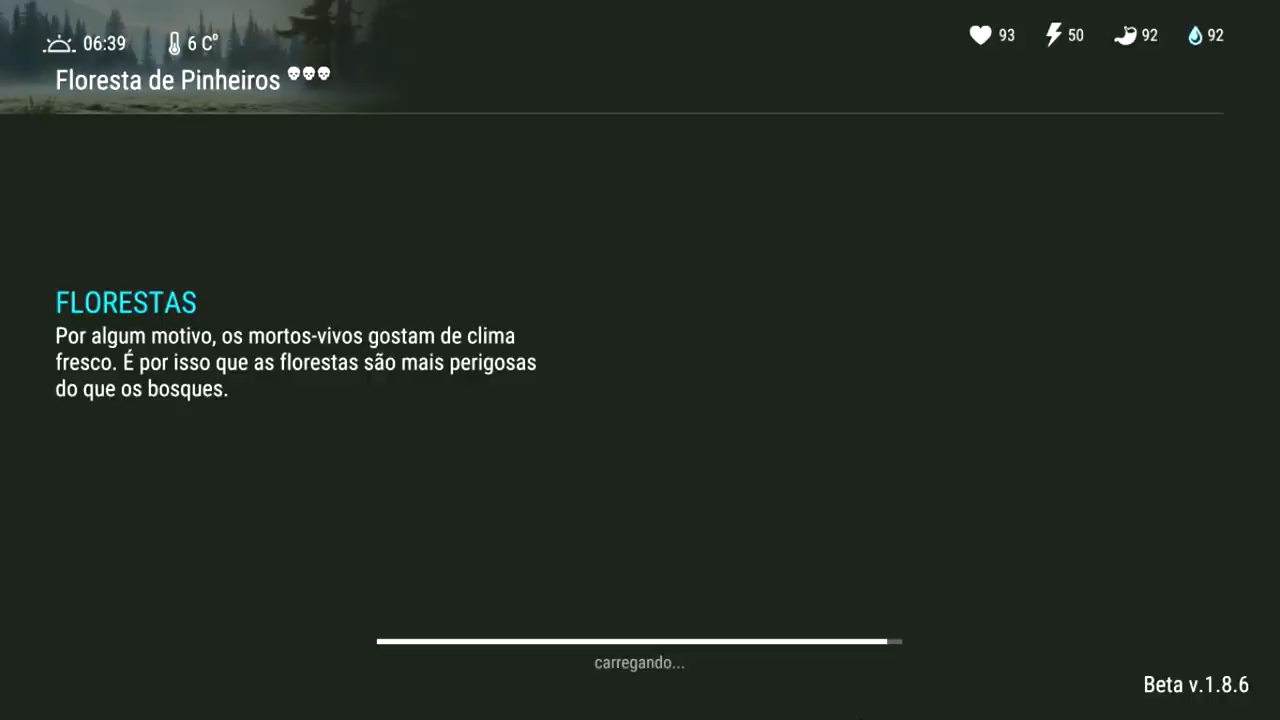 06:39 6 Cº
93 50 92 92
Floresta de Pinheiros
FLORESTAS
Por algum motivo, os mortos-vivos gostam de clima
fresco. É por isso que as florestas são mais perigosas
do que os bosques.
carregando...
Beta v.1.8.6